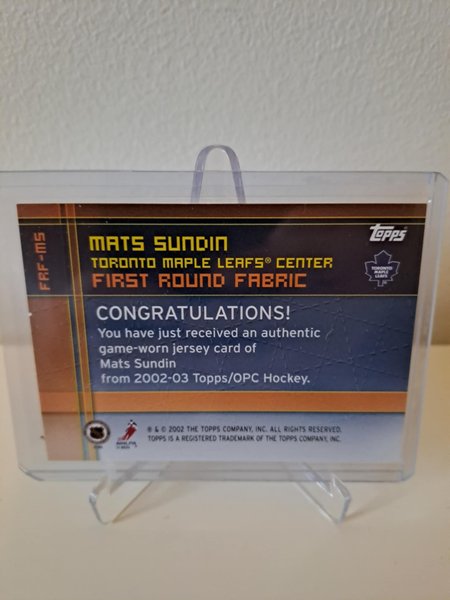 FRF-MS
MATS SUNDIN
TORONTO MAPLE LEAFS® CENTER
FIRST ROUND FABRIC
topps
TORONTO
MAPLE
LEAFS
CONGRATULATIONS!
You have just received an authentic
game-worn jersey card of
Mats Sundin
from 2002-03 Topps/OPC Hockey.
® & © 2002 THE TOPPS COMPANY, INC. ALL RIGHTS RESERVED.
TOPPS IS A REGISTERED TRADEMARK OF THE TOPPS COMPANY, INC.